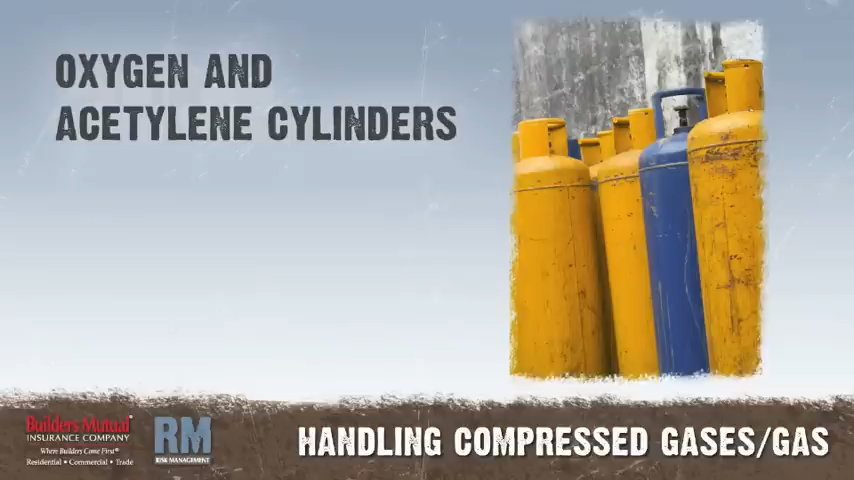 OXYGEN AND
ACETYLENE CYLINDERS
Builders Mutual
INSURANCE COMPANY
Where Builders Come First®
Residential • Commercial • Trade
RM
RISK MANAGEMENT
HANDLING COMPRESSED GASES/GAS